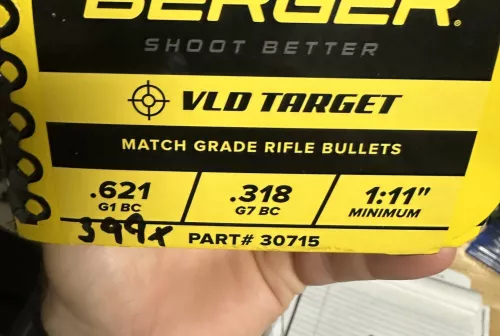 BERGER.
SHOOT BETTER
VLD TARGET
MATCH GRADE RIFLE BULLETS
.621 .318 1:11"
G1 BC G7 BC MINIMUM
399x
PART# 30715